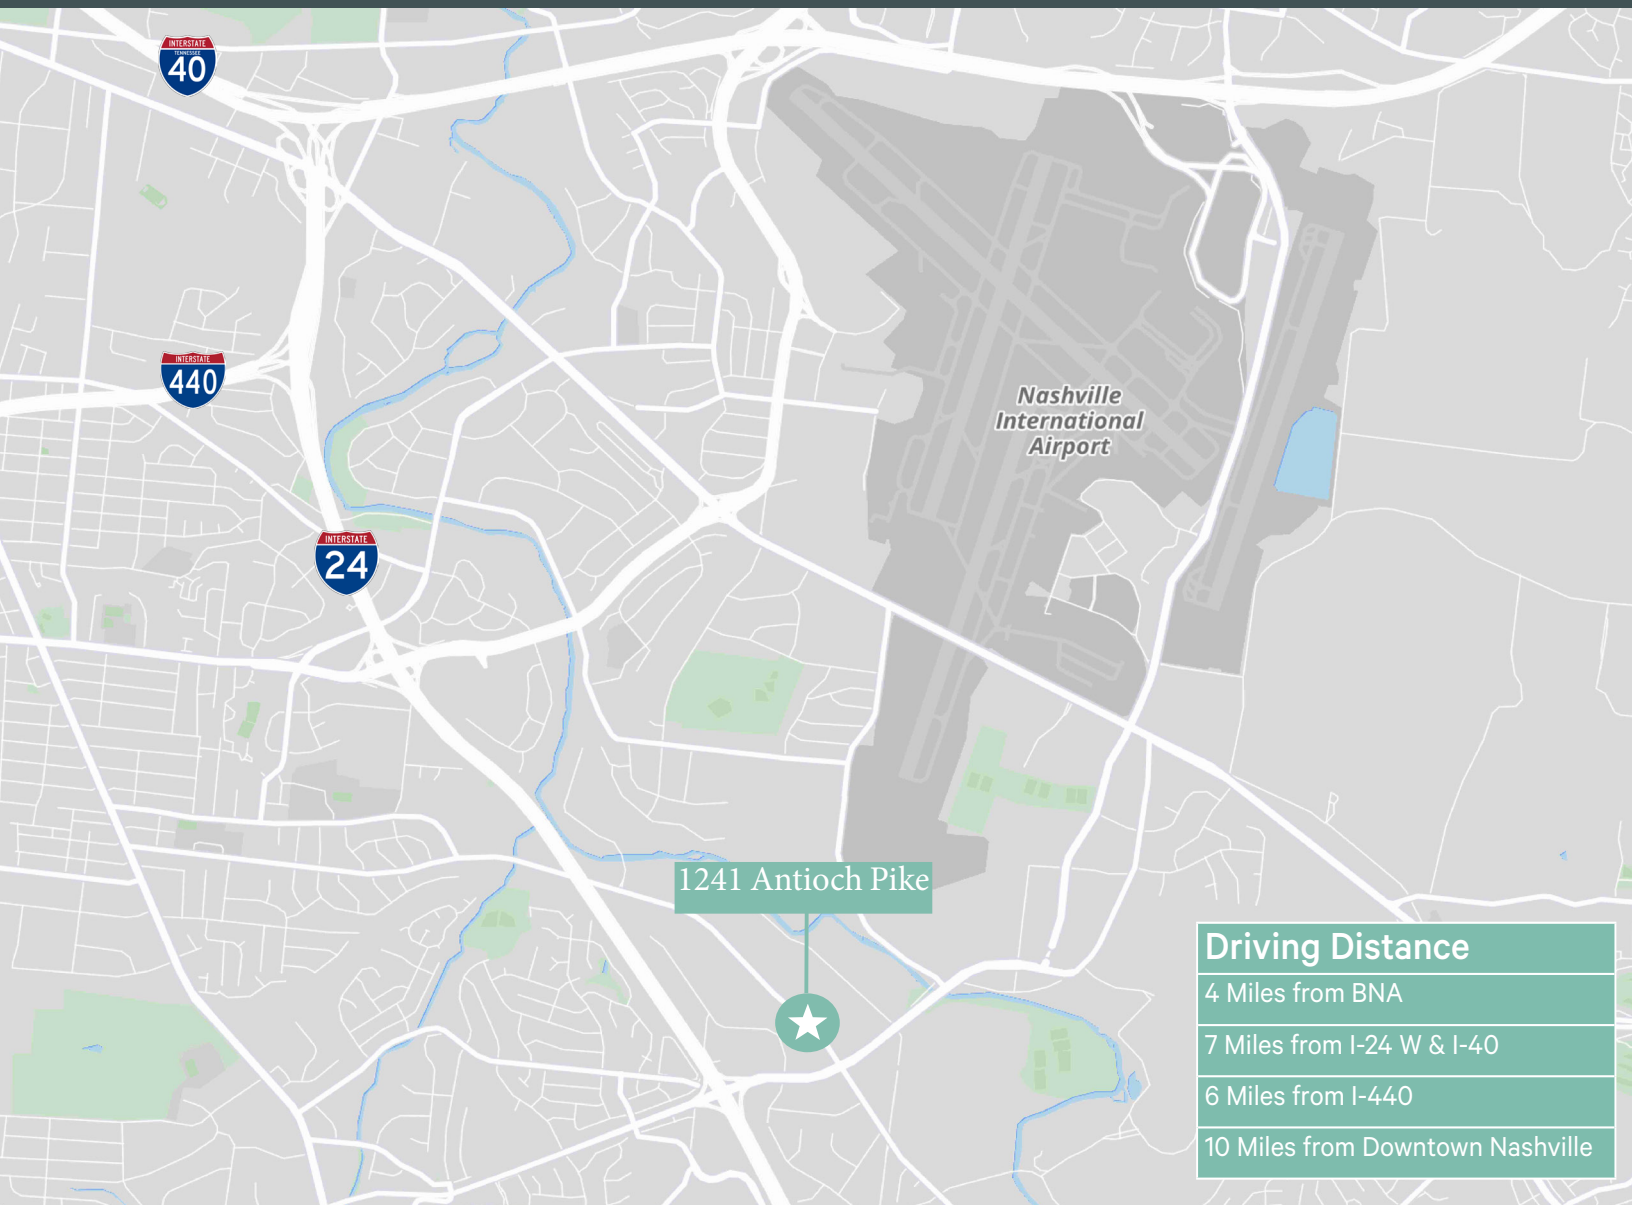 INTERSTATE
TENNESSEE
40
INTERSTATE
440
Nashville
International
Airport
INTERSTATE
24
1241 Antioch Pike
Driving Distance
4 Miles from BNA
7 Miles from I-24 W & I-40
6 Miles from I-440
10 Miles from Downtown Nashville